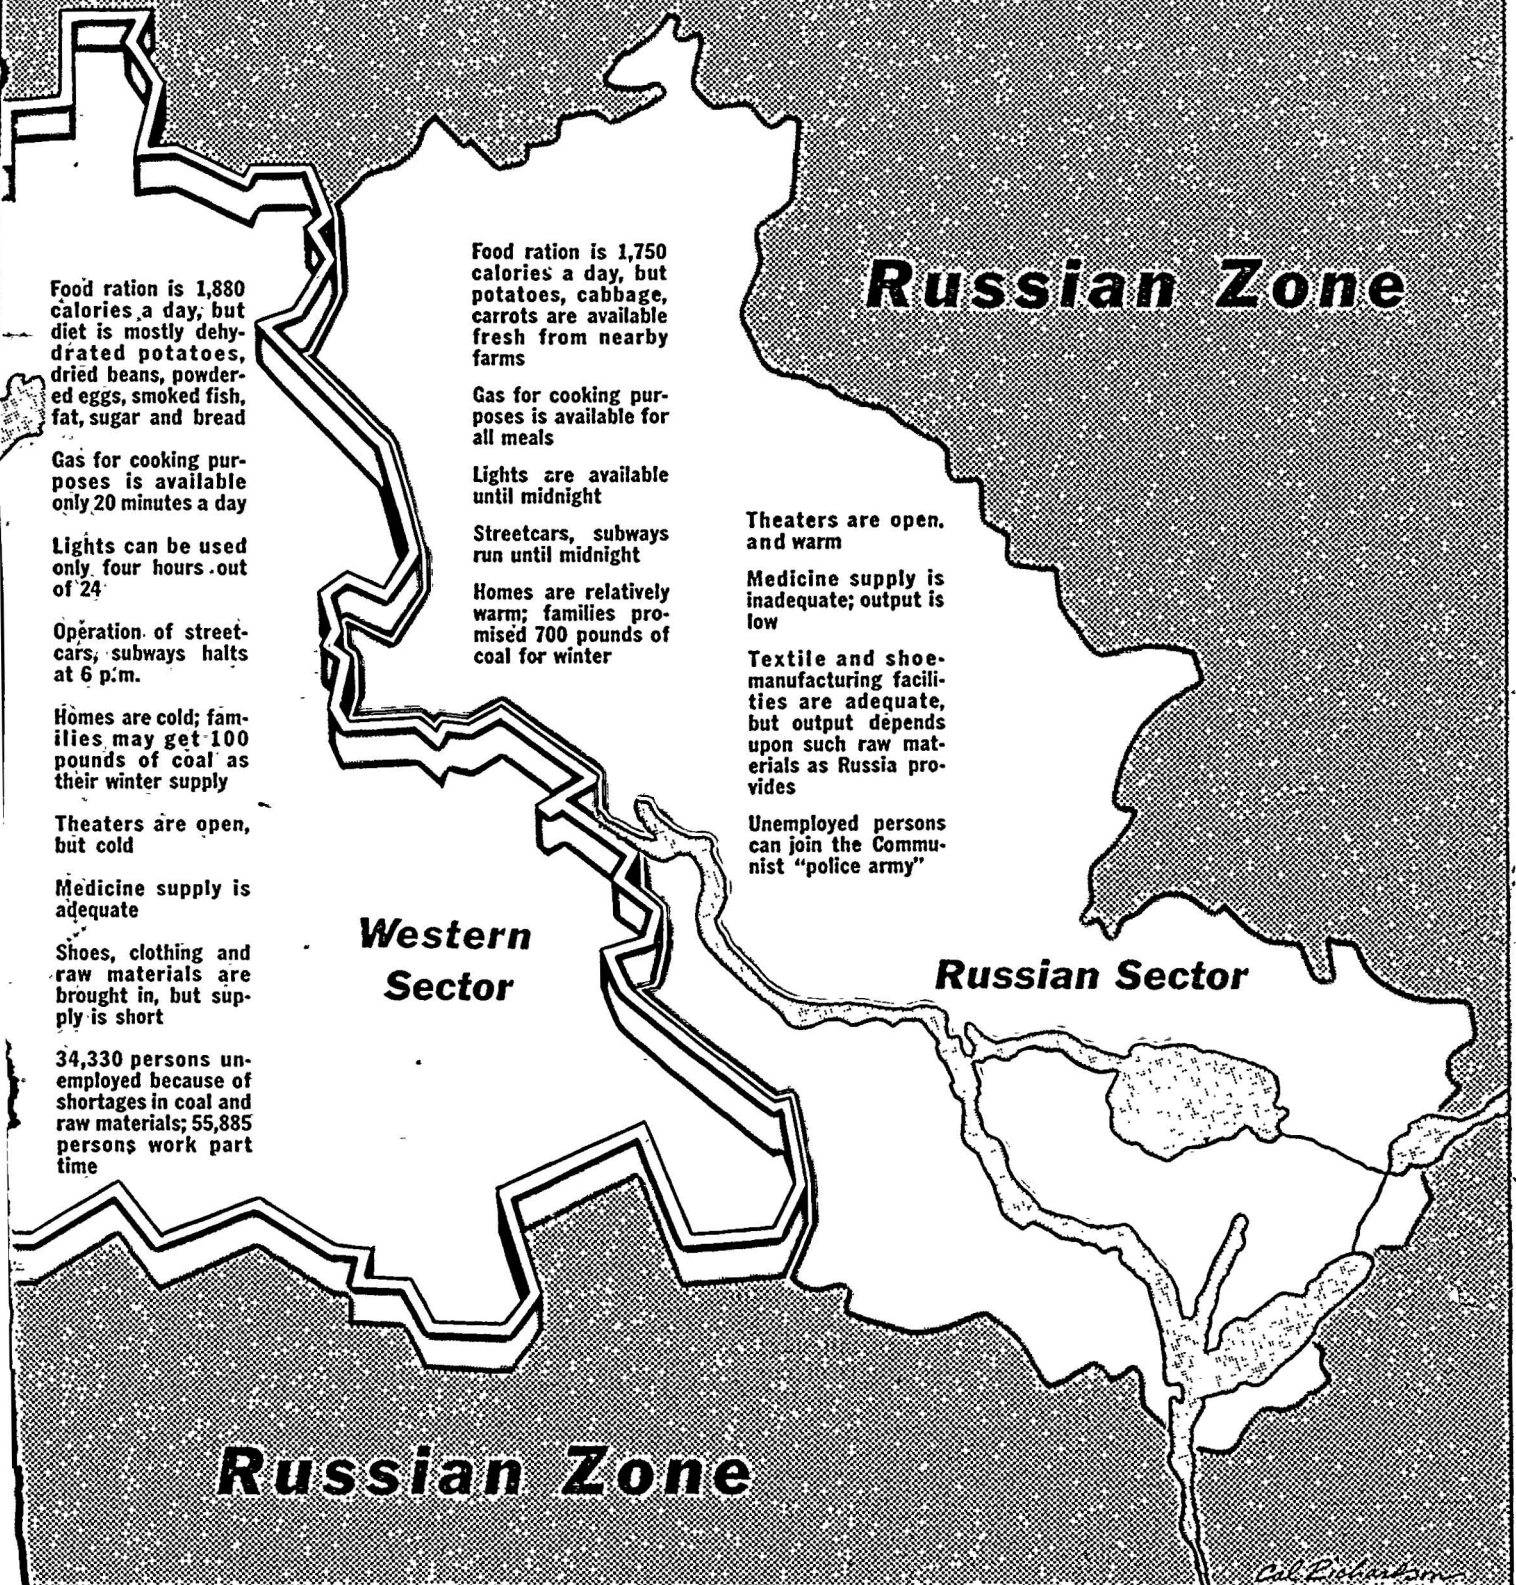 Food ration is 1,880
calories a day, but
diet is mostly dehy-
drated potatoes,
dried beans, powder-
ed eggs, smoked fish,
fat, sugar and bread
Gas for cooking pur-
poses is available
only 20 minutes a day
Lights can be used
only four hours out
of 24
Operation of street-
cars, subways halts
at 6 p.m.
Homes are cold; fam-
ilies may get 100
pounds of coal as
their winter supply
Theaters are open,
but cold
Medicine supply is
adequate
Shoes, clothing and
raw materials are
brought in, but sup-
ply is short
34,330 persons un-
employed because of
shortages in coal and
raw materials; 55,885
persons work part
time
Food ration is 1,750
calories a day, but
potatoes, cabbage,
carrots are available
fresh from nearby
farms
Gas for cooking pur-
poses is available for
all meals
Lights are available
until midnight
Streetcars, subways
run until midnight
Homes are relatively
warm; families pro-
mised 700 pounds of
coal for winter
Theaters are open,
and warm
Medicine supply is
inadequate; output is
low
Textile and shoe-
manufacturing facili-
ties are adequate,
but output depends
upon such raw mat-
erials as Russia pro-
vides
Unemployed persons
can join the Commu-
nist "police army"
Russian Zone
Western
Sector
Russian Sector
Russian Zone
Cal Richardson